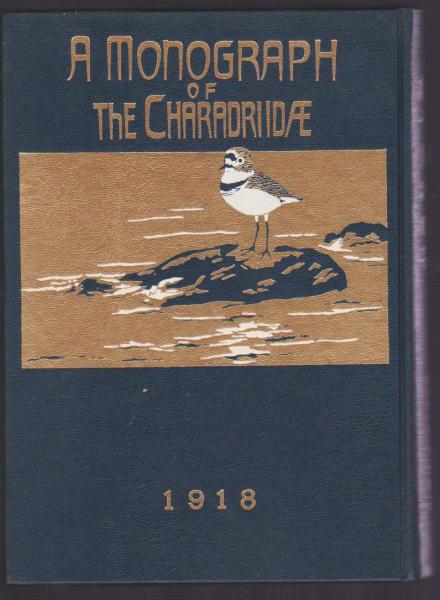 A MONOGRAPH
OF
ThE CHARADRIIDÆ
1918